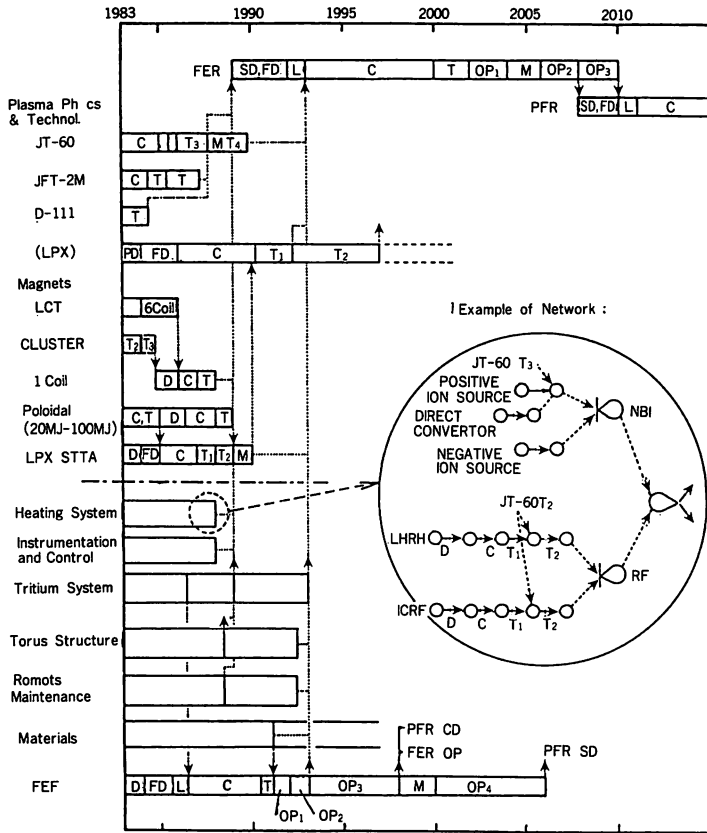 1983 1990 1995 2000 2005 2010
FER SD,FD L C T OP1 M OP2 OP3
PFR SD,FD L C
Plasma Ph cs
& Technol.
JT-60 C T3 M T4
JFT-2M C T T
D-111 T
(LPX) PD FD. C T1 T2
Magnets
LCT 6Coil
CLUSTER T2 T3
1 Coil D C T
Poloidal
(20MJ-100MJ) C,T D C T
LPX STTA D FD C T1 T2 M
Heating System
Instrumentation
and Control
Tritium System
Torus Structure
Romots
Maintenance
Materials
FEF D FD L C T OP3 M OP4
OP1 OP2
PFR CD
FER OP
PFR SD
Example of Network :
JT-60 T3
POSITIVE
ION SOURCE
DIRECT
CONVERTOR
NEGATIVE
ION SOURCE
NBI
JT-60T2
LHRH D C T1 T2
RF
ICRF D C T1 T2